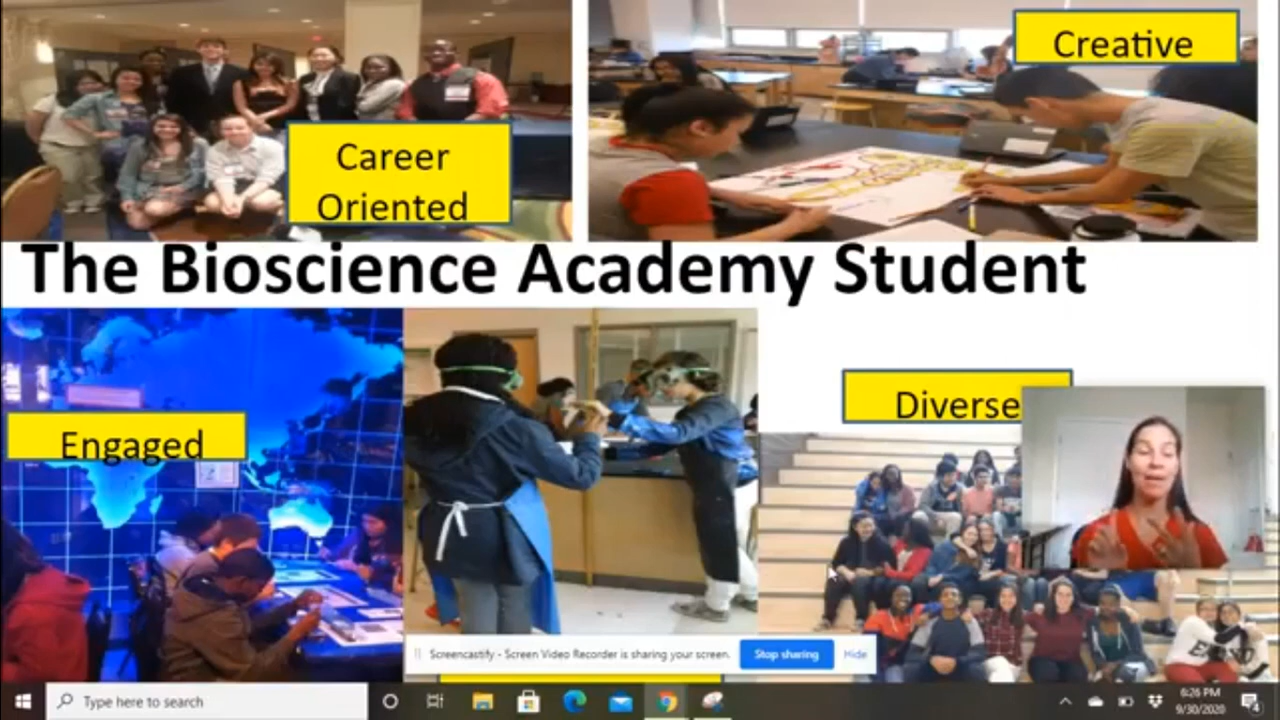 Career
Oriented
Creative
The Bioscience Academy Student
Engaged
Diverse
Screencastify - Screen Video Recorder is sharing your screen.
Stop sharing
Hide
Type here to search
6:26 PM
9/30/2020
4